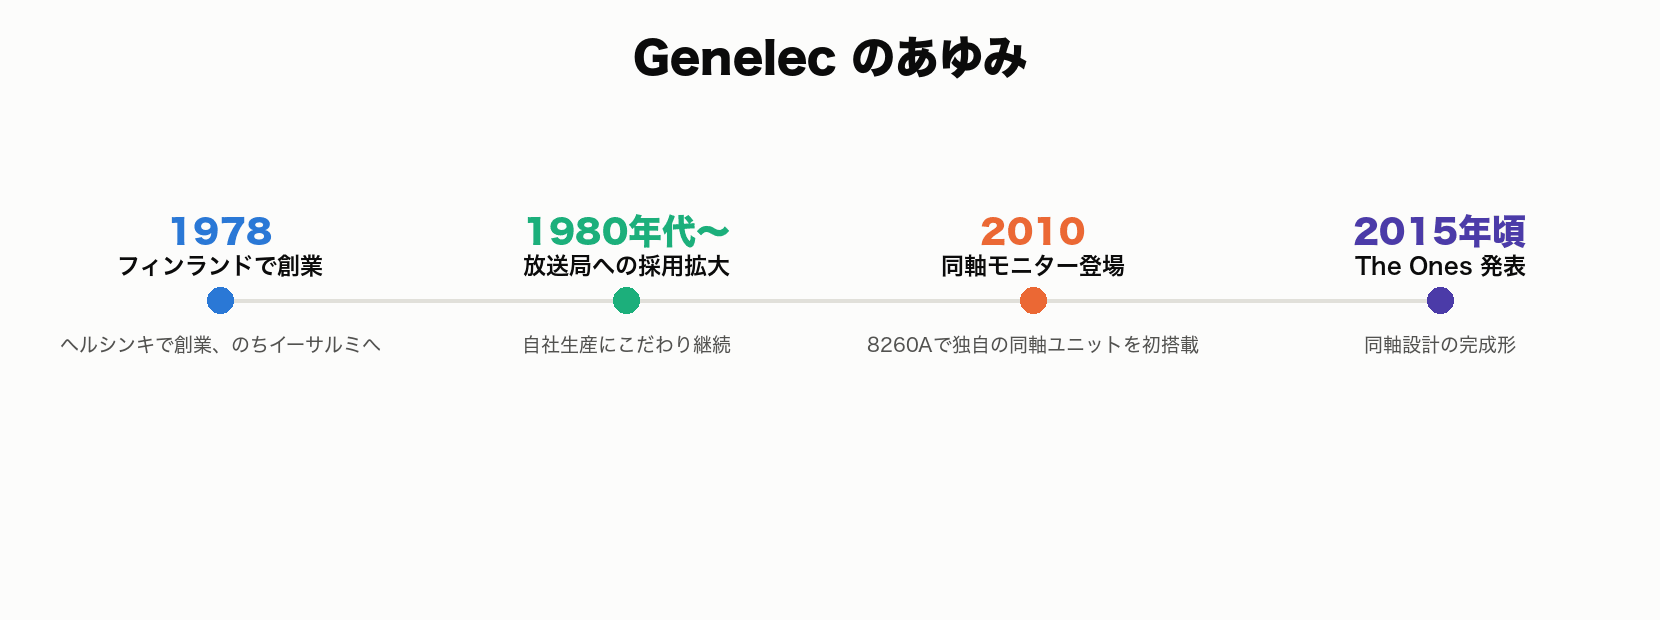 Genelec のあゆみ
1978
フィンランドで創業
ヘルシンキで創業、のちイーサルミへ
1980年代〜
放送局への採用拡大
自社生産にこだわり継続
2010
同軸モニター登場
8260Aで独自の同軸ユニットを初搭載
2015年頃
The Ones 発表
同軸設計の完成形